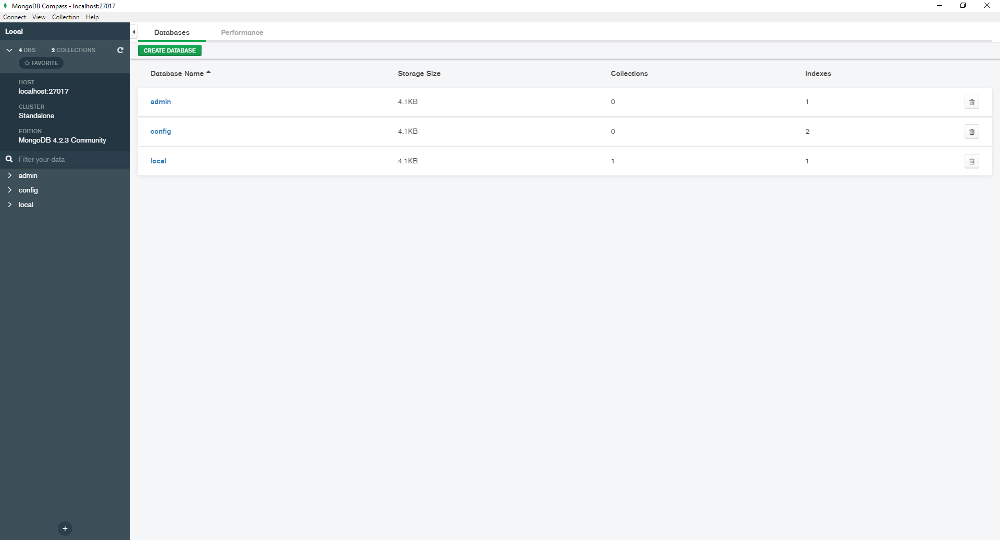 MongoDB Compass - localhost:27017
Connect View Collection Help
Local
Databases Performance
4 DBS 2 COLLECTIONS
CREATE DATABASE
FAVORITE
HOST
localhost:27017
CLUSTER
Standalone
EDITION
MongoDB 4.2.3 Community
Filter your data
admin
config
local
Database Name Storage Size Collections Indexes
admin 4.1KB 0 1
config 4.1KB 0 2
local 4.1KB 1 1